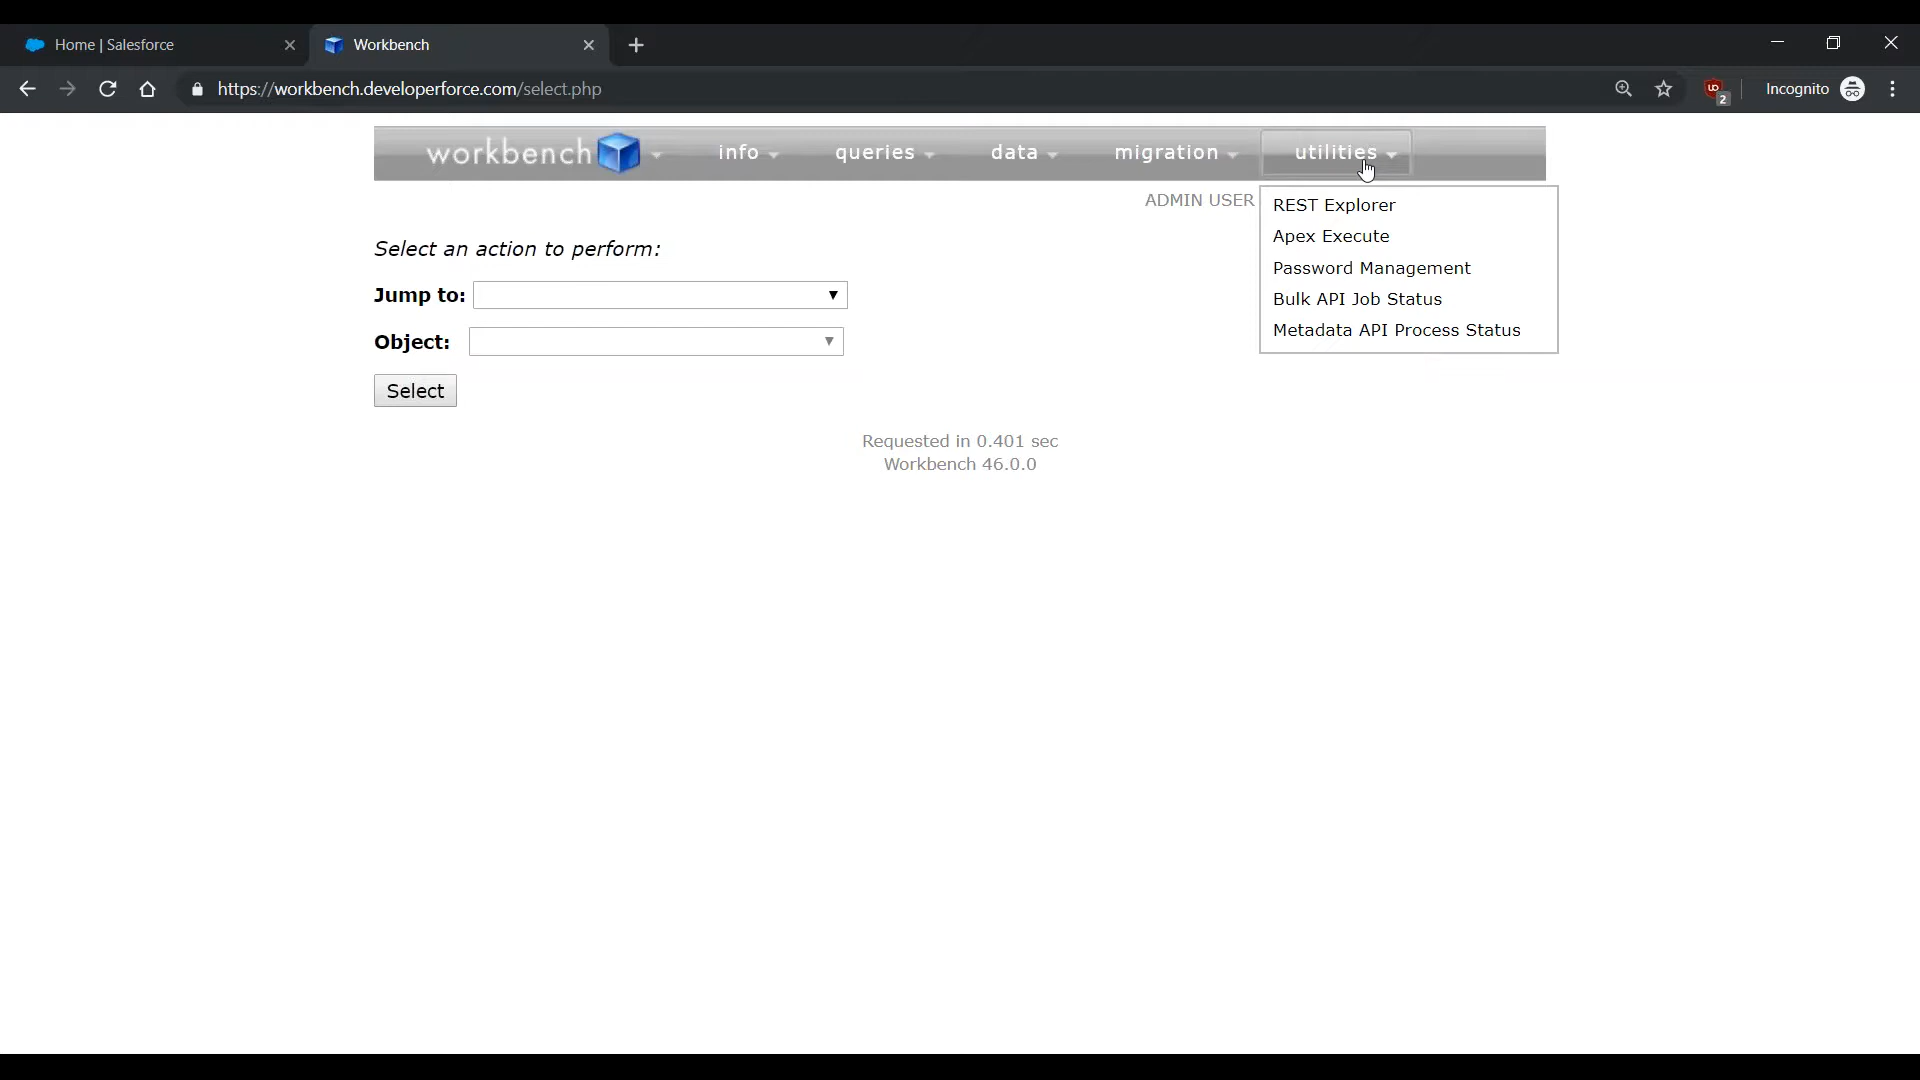 Home | Salesforce
Workbench
https://workbench.developerforce.com/select.php
2
Incognito
workbench
info
queries
data
migration
utilities
ADMIN USER
REST Explorer
Apex Execute
Password Management
Bulk API Job Status
Metadata API Process Status
Select an action to perform:
Jump to:
Object:
Select
Requested in 0.401 sec
Workbench 46.0.0